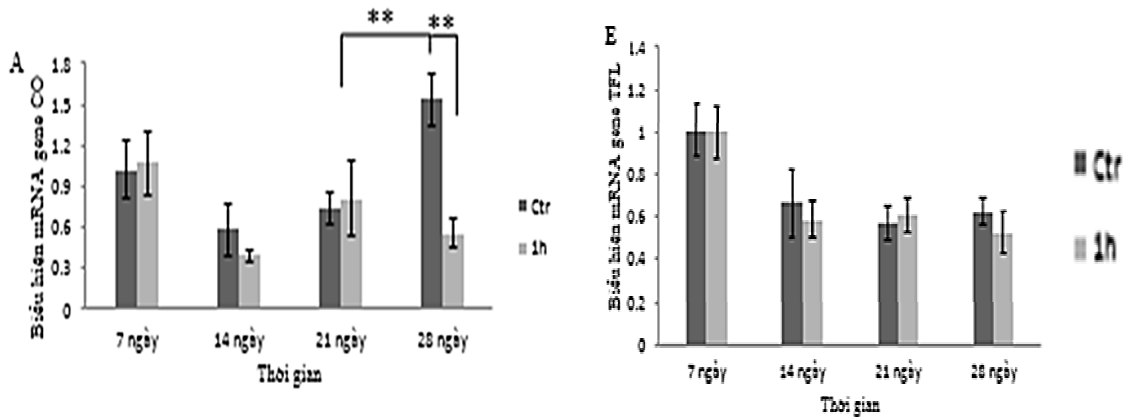 ** **
A
Biểu hiện mRNA gene CO
1.8
1.5
1.2
0.9
0.6
0.3
0
7 ngày 14 ngày 21 ngày 28 ngày
Thời gian
Ctr
1h
E
Biểu hiện mRNA gene TFL
1.4
1.2
1
0.8
0.6
0.4
0.2
0
7 ngày 14 ngày 21 ngày 28 ngày
Thời gian
Ctr
1h